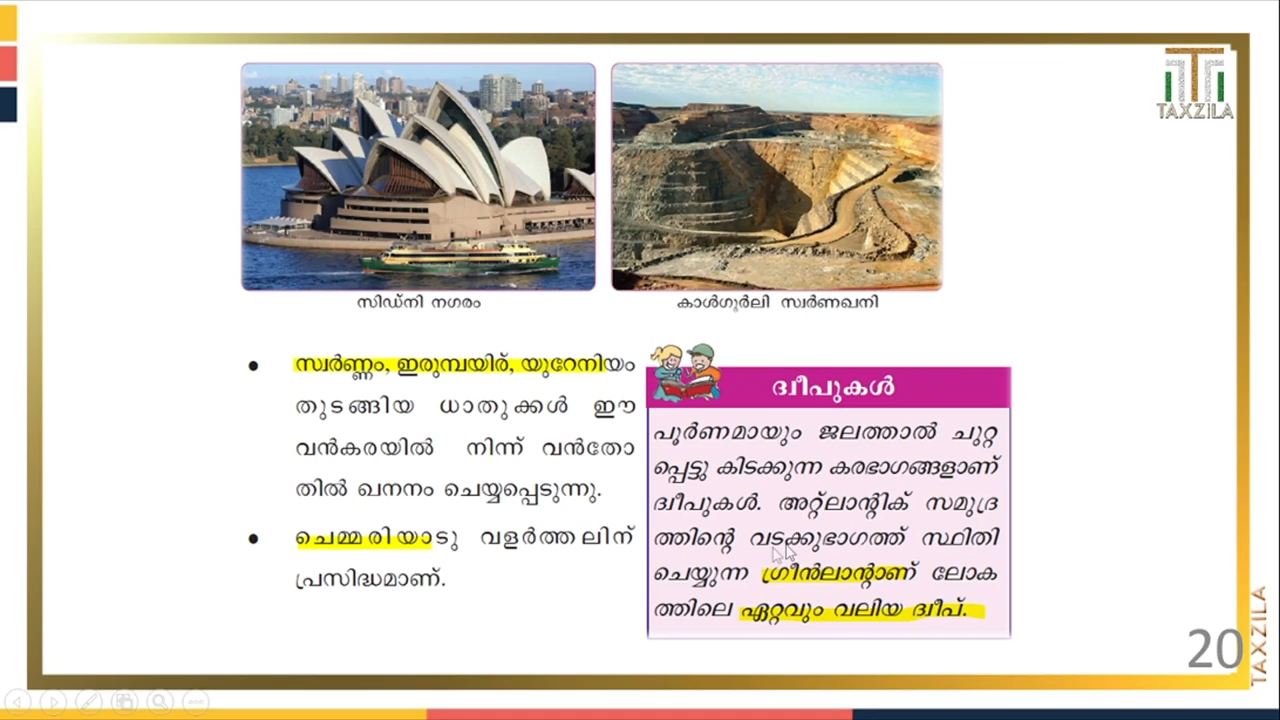 TAXZILA
സിഡ്നി നഗരം
കാൾഗൂർലി സ്വർണഖനി
സ്വർണ്ണം, ഇരുമ്പയിര്, യുറേനിയം
തുടങ്ങിയ ധാതുക്കൾ ഈ
വൻകരയിൽ നിന്ന് വൻതോ
തിൽ ഖനനം ചെയ്യപ്പെടുന്നു.
ചെമ്മരിയാടു വളർത്തലിന്
പ്രസിദ്ധമാണ്.
ദ്വീപുകൾ
പൂർണമായും ജലത്താൽ ചുറ്റ
പ്പെട്ടു കിടക്കുന്ന കരഭാഗങ്ങളാണ്
ദ്വീപുകൾ. അറ്റ്ലാന്റിക് സമുദ്ര
ത്തിന്റെ വടക്കുഭാഗത്ത് സ്ഥിതി
ചെയ്യുന്ന ഗ്രീൻലാന്റാണ് ലോക
ത്തിലെ ഏറ്റവും വലിയ ദ്വീപ്.
20
TAXZILA